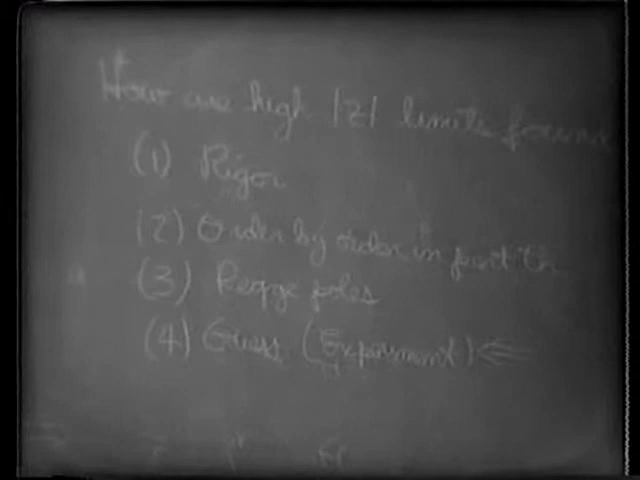 How are high |z| limits found
(1) Rigor
(2) Order by order in pert th
(3) Regge poles
(4) Guess (Experiment) ⇐